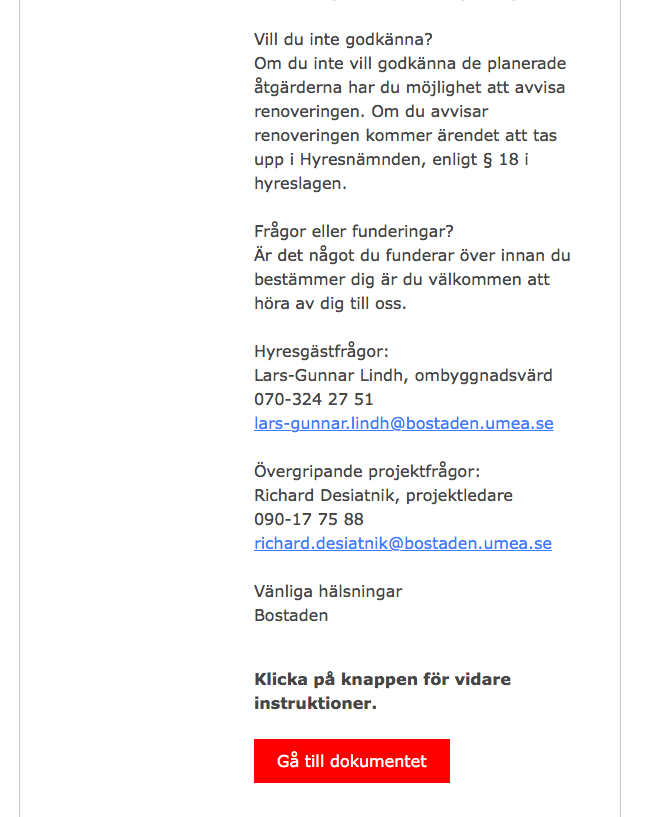 Vill du inte godkänna?
Om du inte vill godkänna de planerade
åtgärderna har du möjlighet att avvisa
renoveringen. Om du avvisar
renoveringen kommer ärendet att tas
upp i Hyresnämnden, enligt § 18 i
hyreslagen.
Frågor eller funderingar?
Är det något du funderar över innan du
bestämmer dig är du välkommen att
höra av dig till oss.
Hyresgästfrågor:
Lars-Gunnar Lindh, ombyggnadsvärd
070-324 27 51
lars-gunnar.lindh@bostaden.umea.se
Övergripande projektfrågor:
Richard Desiatnik, projektledare
090-17 75 88
richard.desiatnik@bostaden.umea.se
Vänliga hälsningar
Bostaden
Klicka på knappen för vidare
instruktioner.
Gå till dokumentet